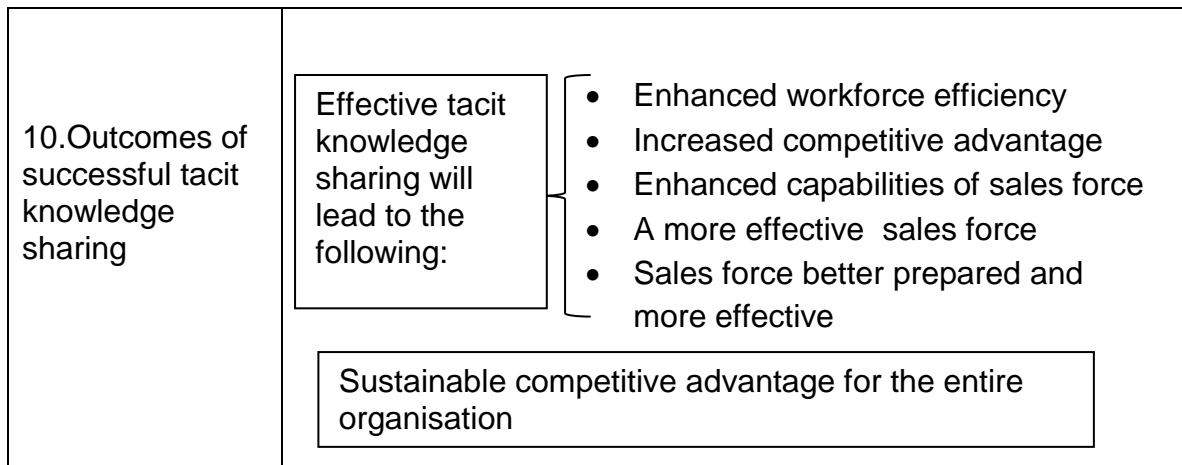 10.Outcomes of
successful tacit
knowledge
sharing
Effective tacit
knowledge
sharing will
lead to the
following:
• Enhanced workforce efficiency
• Increased competitive advantage
• Enhanced capabilities of sales force
• A more effective  sales force
• Sales force better prepared and
more effective
Sustainable competitive advantage for the entire
organisation